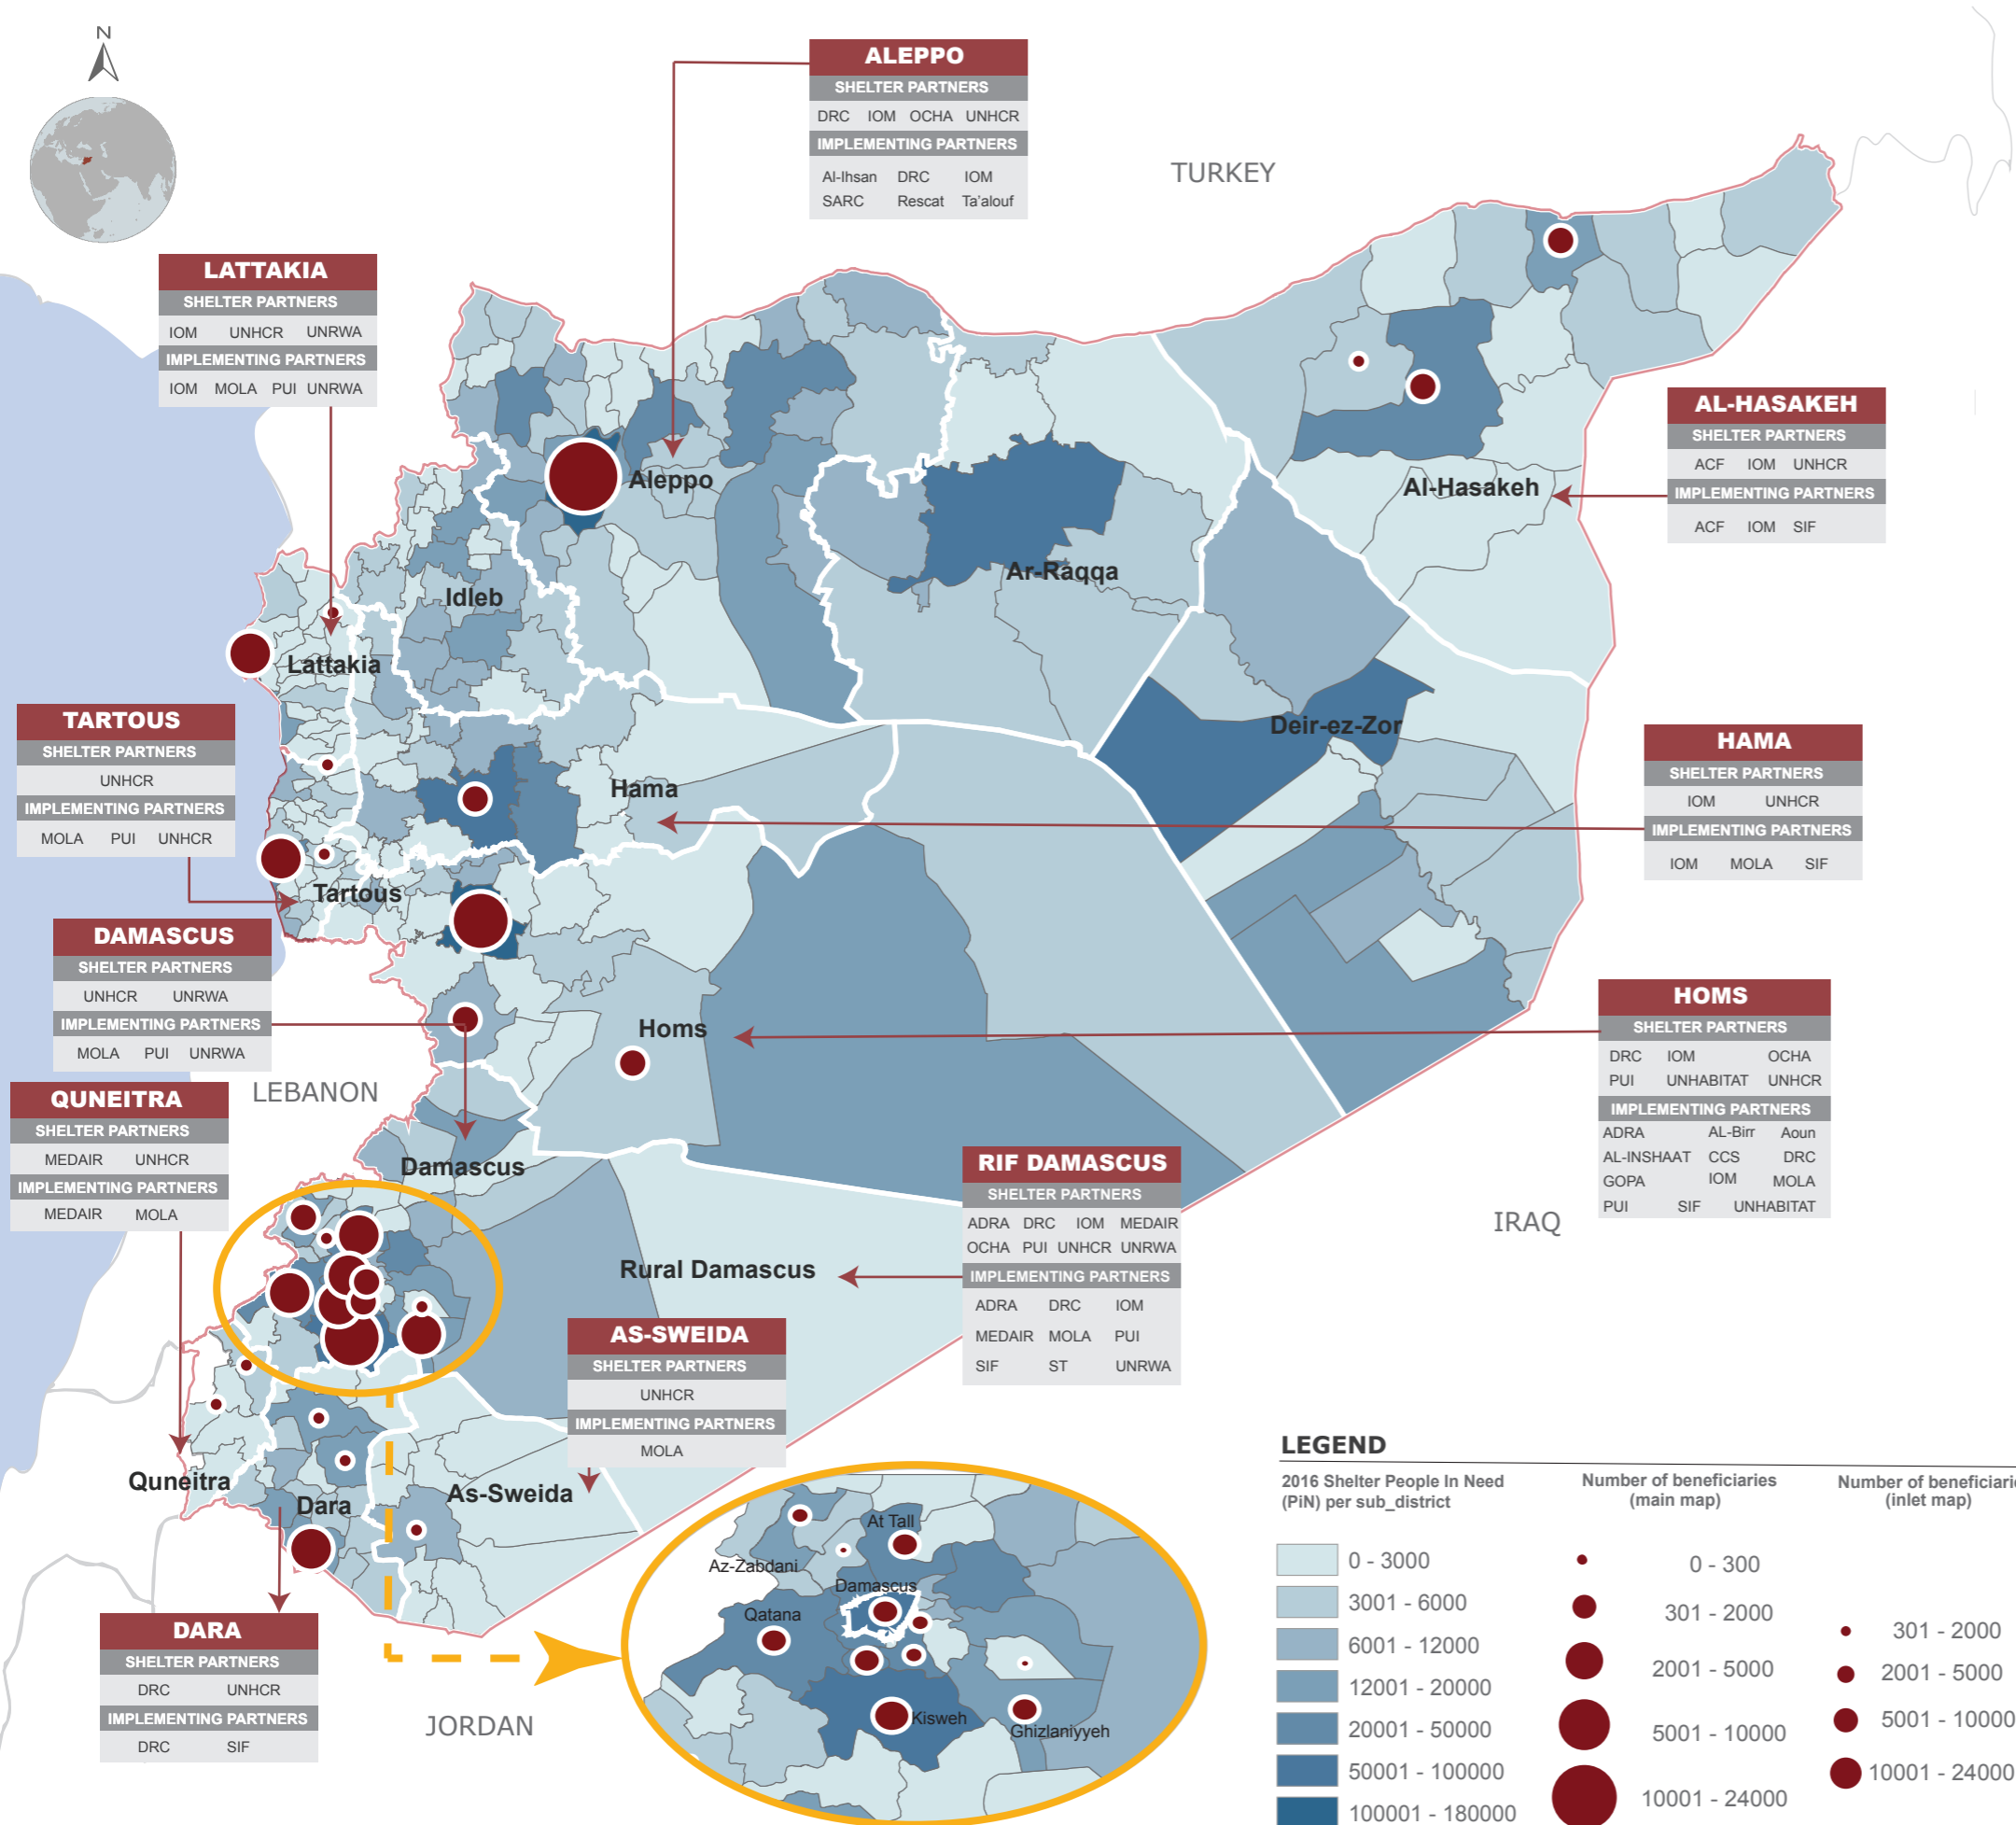 N
ALEPPO
SHELTER PARTNERS
DRC IOM OCHA UNHCR
IMPLEMENTING PARTNERS
Al-Ihsan DRC IOM
SARC Rescat Ta'alouf
TURKEY
LATTAKIA
SHELTER PARTNERS
IOM UNHCR UNRWA
IMPLEMENTING PARTNERS
IOM MOLA PUI UNRWA
AL-HASAKEH
SHELTER PARTNERS
ACF IOM UNHCR
IMPLEMENTING PARTNERS
ACF IOM SIF
Aleppo
Al-Hasakeh
Ar-Raqqa
Idleb
Lattakia
TARTOUS
SHELTER PARTNERS
UNHCR
IMPLEMENTING PARTNERS
MOLA PUI UNHCR
Deir-ez-Zor
HAMA
SHELTER PARTNERS
IOM UNHCR
IMPLEMENTING PARTNERS
IOM MOLA SIF
Hama
Tartous
DAMASCUS
SHELTER PARTNERS
UNHCR UNRWA
IMPLEMENTING PARTNERS
MOLA PUI UNRWA
HOMS
SHELTER PARTNERS
DRC IOM OCHA
PUI UNHABITAT UNHCR
IMPLEMENTING PARTNERS
ADRA AL-Birr Aoun
AL-INSHAAT CCS DRC
GOPA IOM MOLA
PUI SIF UNHABITAT
Homs
LEBANON
QUNEITRA
SHELTER PARTNERS
MEDAIR UNHCR
IMPLEMENTING PARTNERS
MEDAIR MOLA
Damascus
RIF DAMASCUS
SHELTER PARTNERS
ADRA DRC IOM MEDAIR
OCHA PUI UNHCR UNRWA
IMPLEMENTING PARTNERS
ADRA DRC IOM
MEDAIR MOLA PUI
SIF ST UNRWA
IRAQ
Rural Damascus
AS-SWEIDA
SHELTER PARTNERS
UNHCR
IMPLEMENTING PARTNERS
MOLA
Quneitra
Dara
As-Sweida
DARA
SHELTER PARTNERS
DRC UNHCR
IMPLEMENTING PARTNERS
DRC SIF
JORDAN
At Tall
Az-Zabdani
Damascus
Qatana
Kisweh
Ghizlaniyyeh
LEGEND
2016 Shelter People In Need
(PiN) per sub_district
0 - 3000
3001 - 6000
6001 - 12000
12001 - 20000
20001 - 50000
50001 - 100000
100001 - 180000
Number of beneficiaries
(main map)
0 - 300
301 - 2000
2001 - 5000
5001 - 10000
10001 - 24000
Number of beneficiarie
(inlet map)
301 - 2000
2001 - 5000
5001 - 10000
10001 - 24000